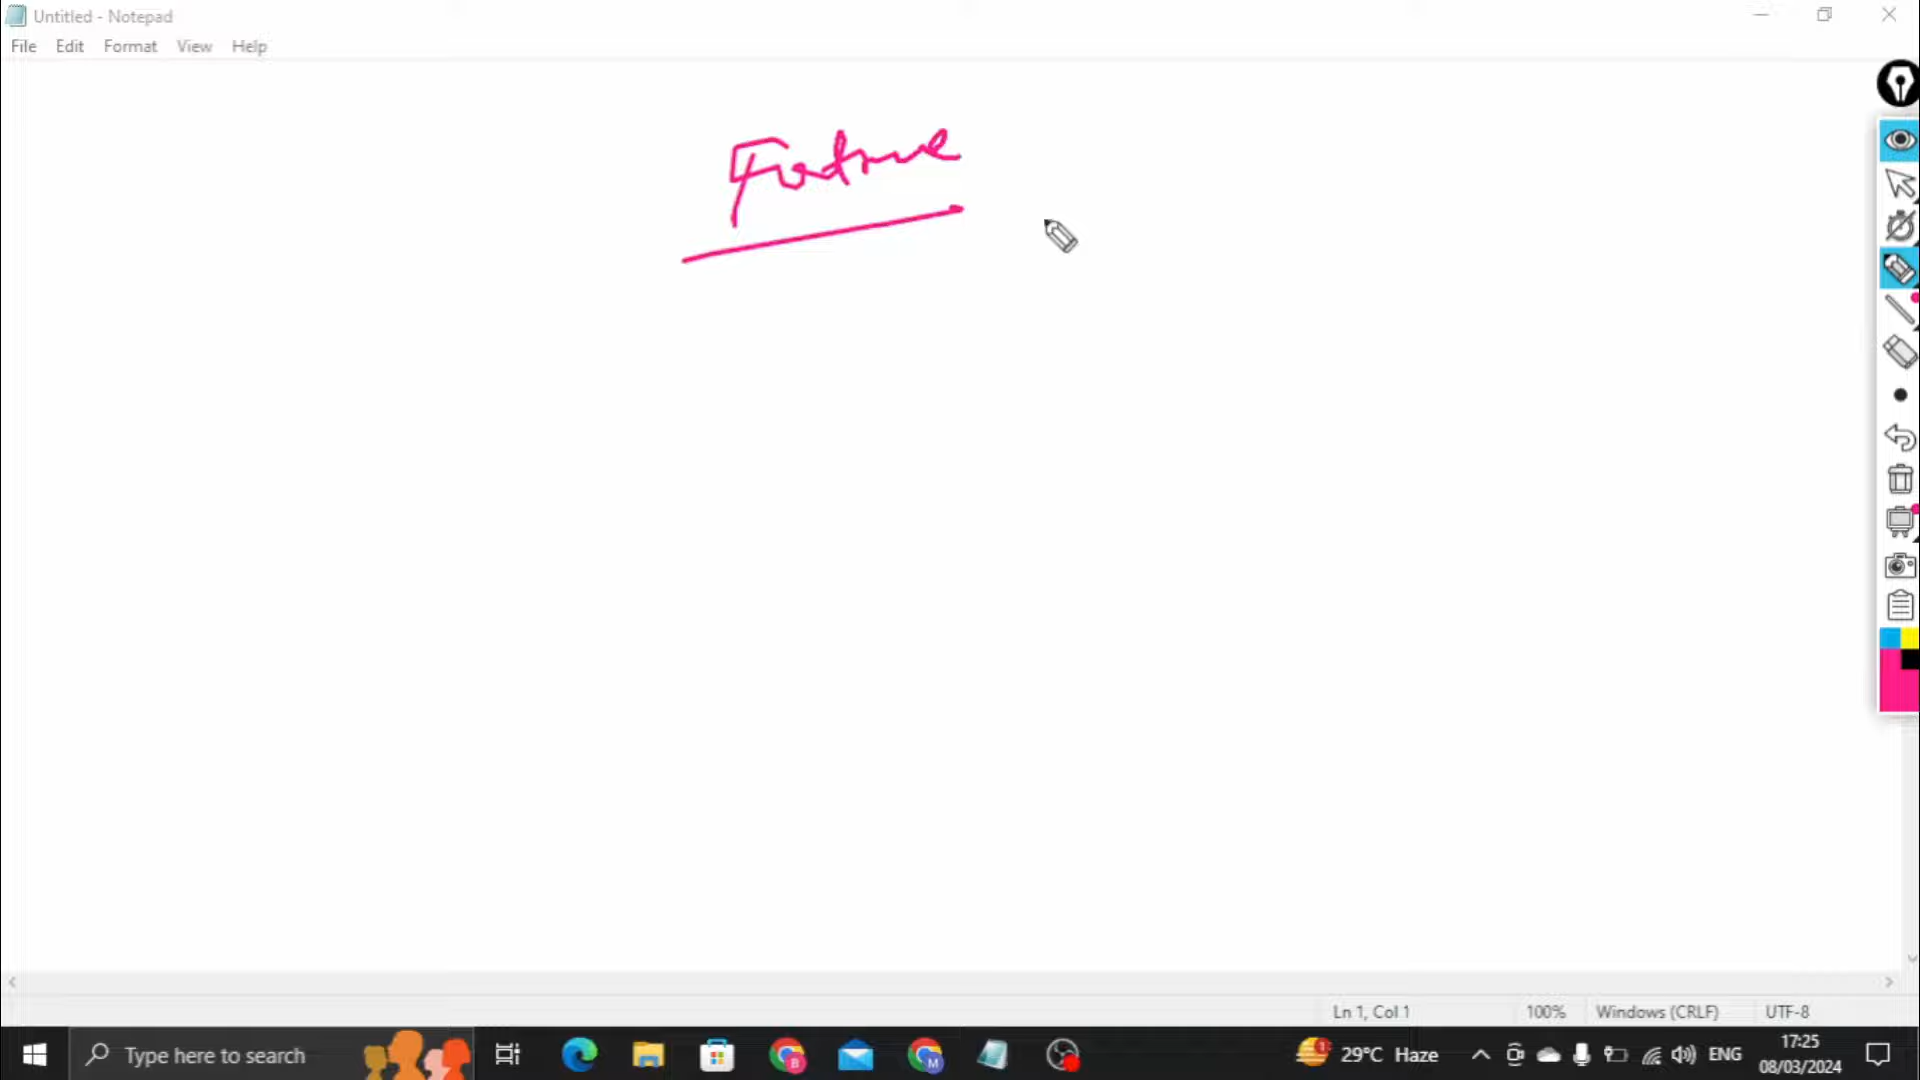 Untitled - Notepad
File Edit Format View Help
Future
Ln 1, Col 1 100% Windows (CRLF) UTF-8
Type here to search
B
M
1
29°C Haze
ENG
17:25
08/03/2024